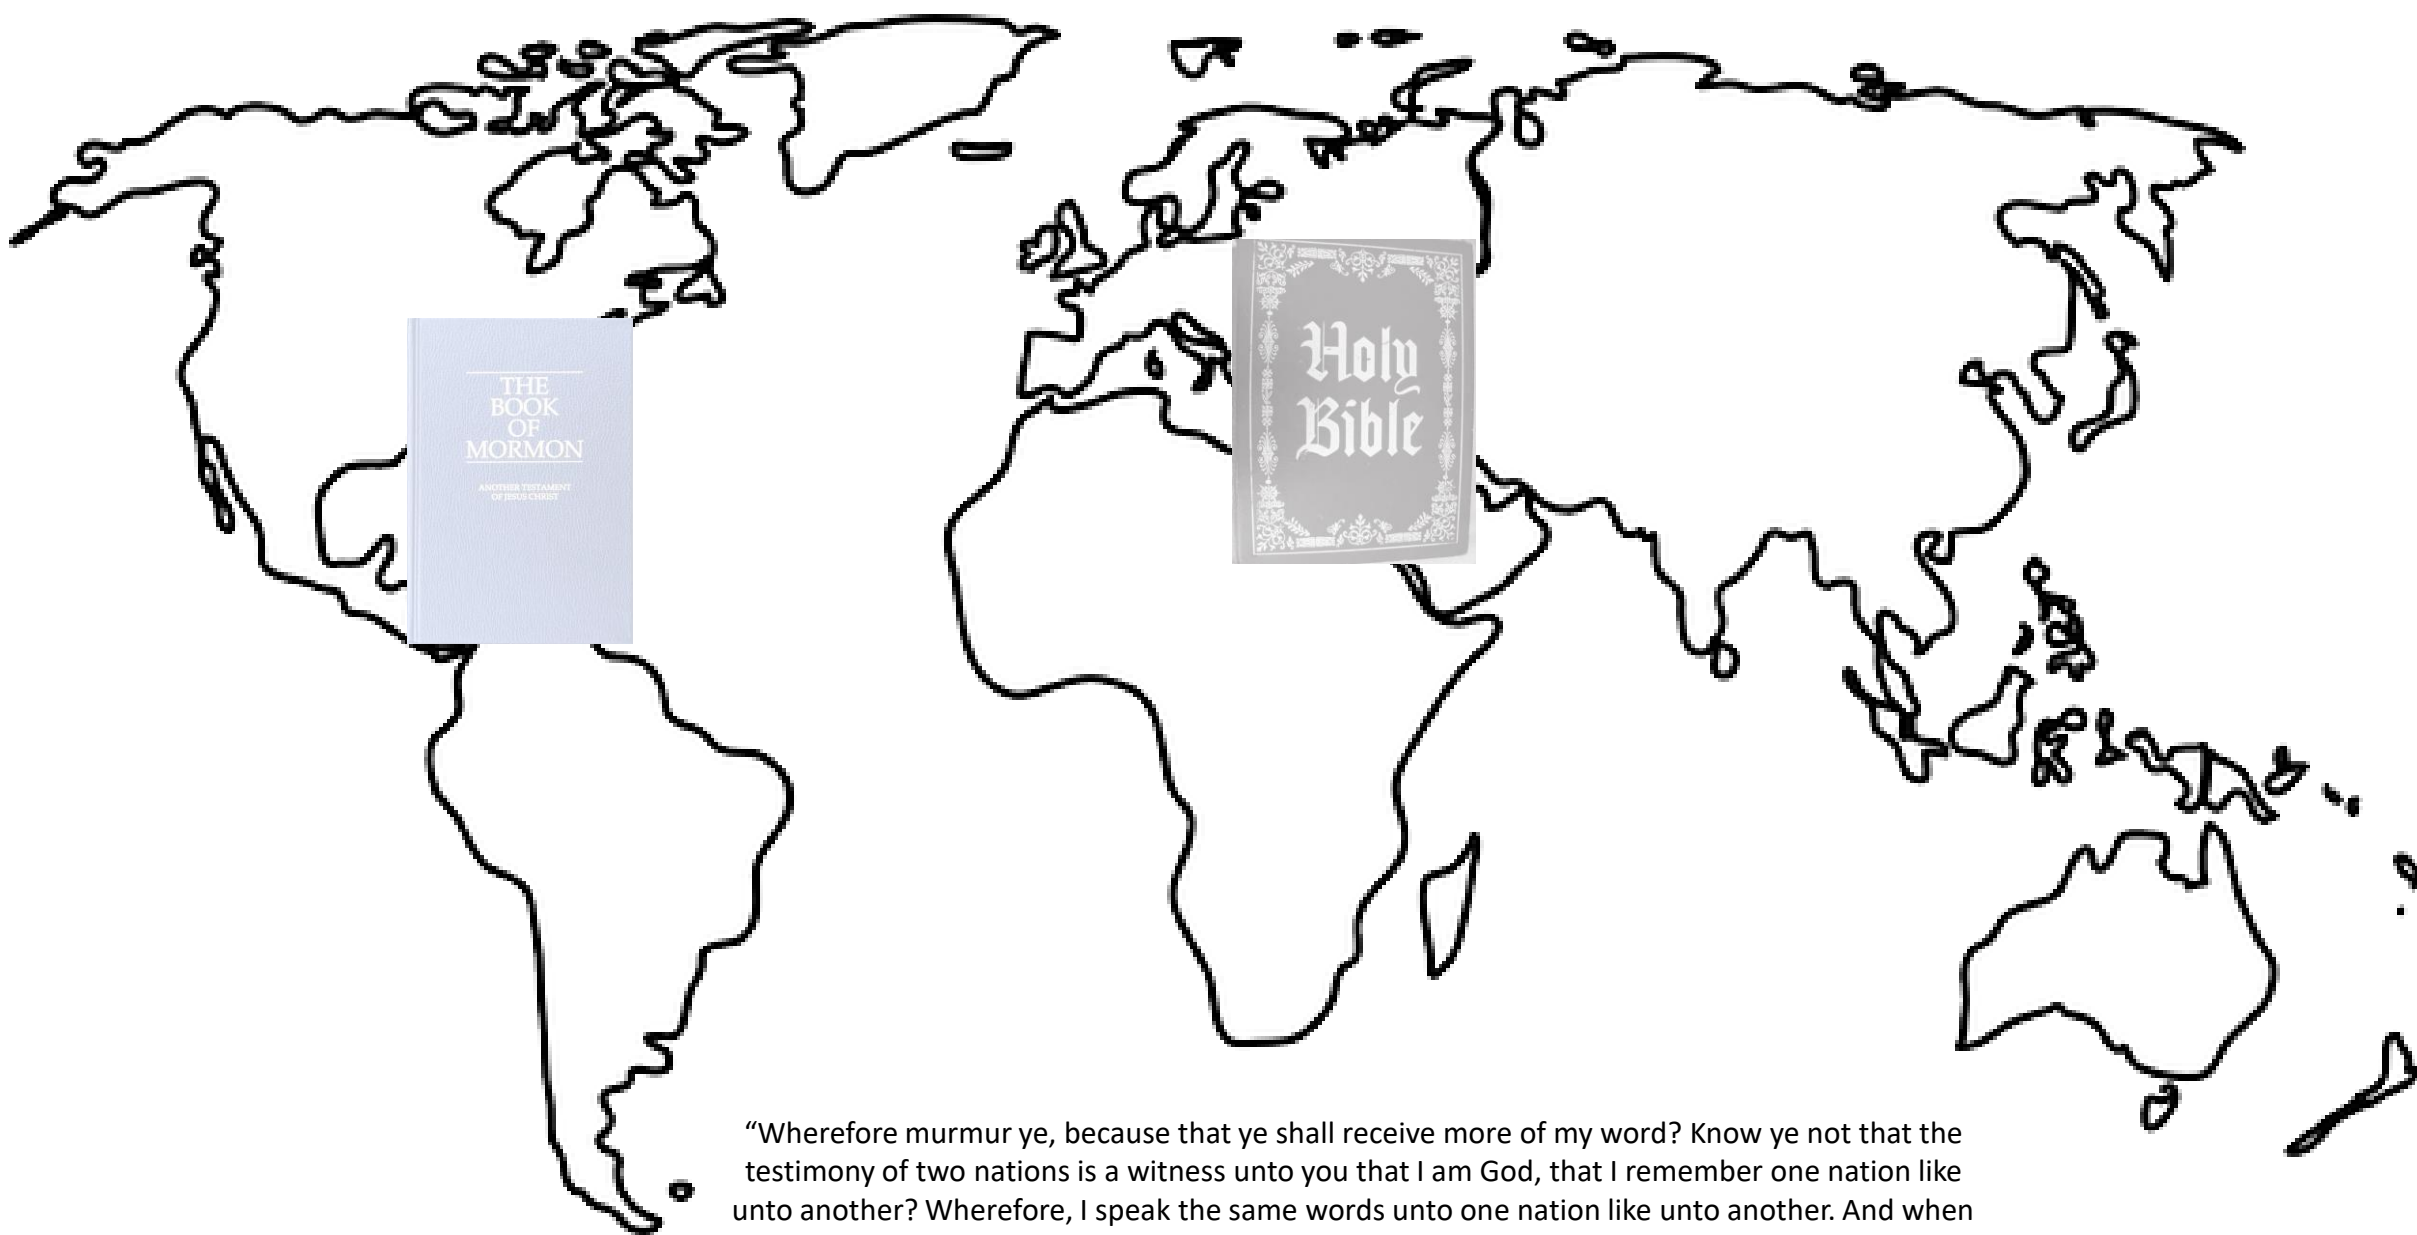 THE
BOOK
OF
MORMON
ANOTHER TESTAMENT
OF JESUS CHRIST
Holy
Bible
“Wherefore murmur ye, because that ye shall receive more of my word? Know ye not that the
testimony of two nations is a witness unto you that I am God, that I remember one nation like
unto another? Wherefore, I speak the same words unto one nation like unto another. And when